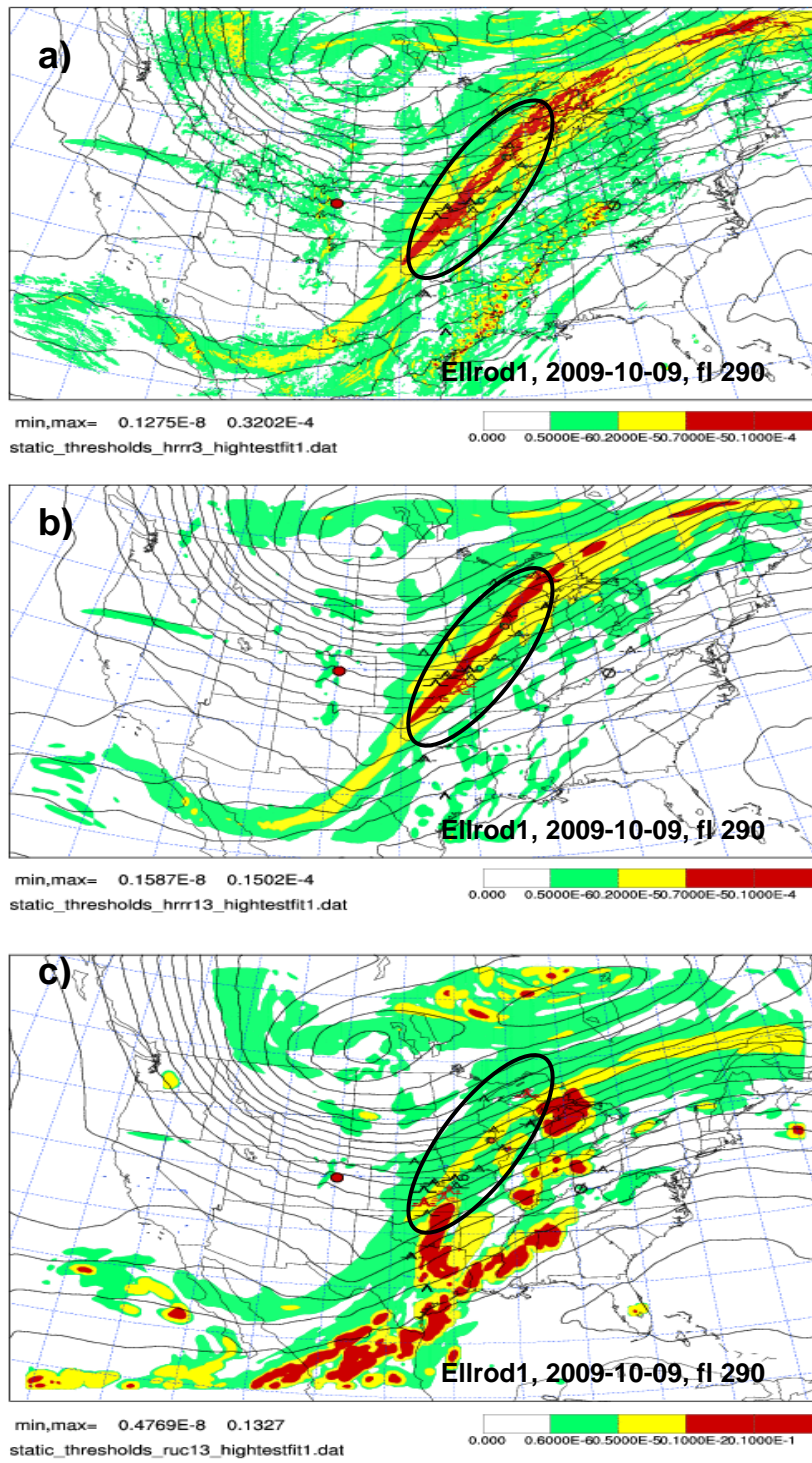 a)
Ellrod1, 2009-10-09, fl 290
min,max= 0.1275E-8 0.3202E-4
0.000 0.5000E-60.2000E-50.7000E-50.1000E-4
static_thresholds_hrrr3_hightestfit1.dat
b)
Ellrod1, 2009-10-09, fl 290
min,max= 0.1587E-8 0.1502E-4
0.000 0.5000E-60.2000E-50.7000E-50.1000E-4
static_thresholds_hrrr13_hightestfit1.dat
c)
Ellrod1, 2009-10-09, fl 290
min,max= 0.4769E-8 0.1327
0.000 0.6000E-60.5000E-50.1000E-20.1000E-1
static_thresholds_ruc13_hightestfit1.dat